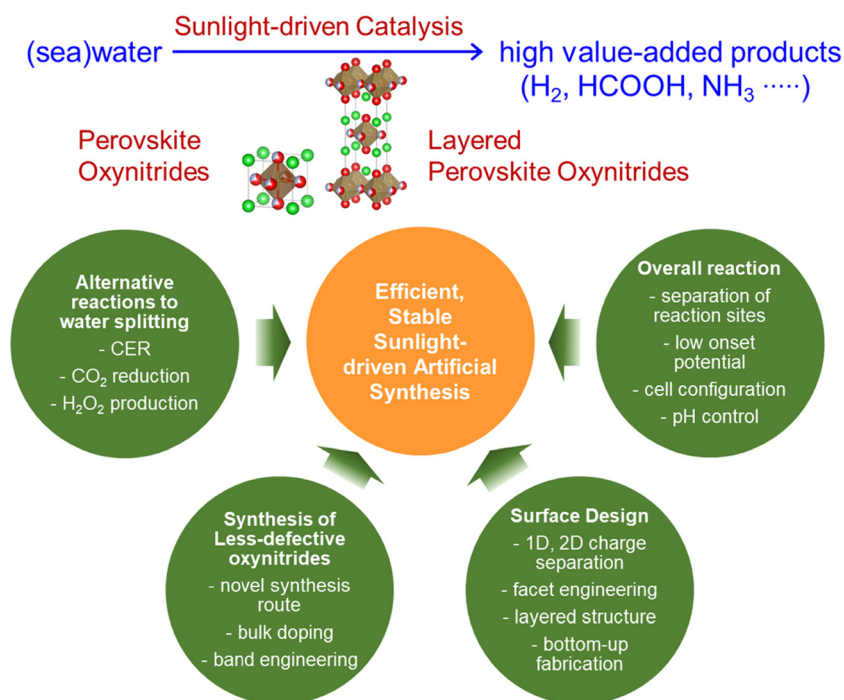 Sunlight-driven Catalysis
(sea)water
high value-added products
(H₂, HCOOH, NH₃ ·····)
Perovskite
Oxynitrides
Layered
Perovskite Oxynitrides
Alternative
reactions to
water splitting
- CER
- CO₂ reduction
- H₂O₂ production
Efficient,
Stable
Sunlight-
driven Artificial
Synthesis
Overall reaction
- separation of
reaction sites
- low onset
potential
- cell configuration
- pH control
Synthesis of
Less-defective
oxynitrides
- novel synthesis
route
- bulk doping
- band engineering
Surface Design
- 1D, 2D charge
separation
- facet engineering
- layered structure
- bottom-up
fabrication